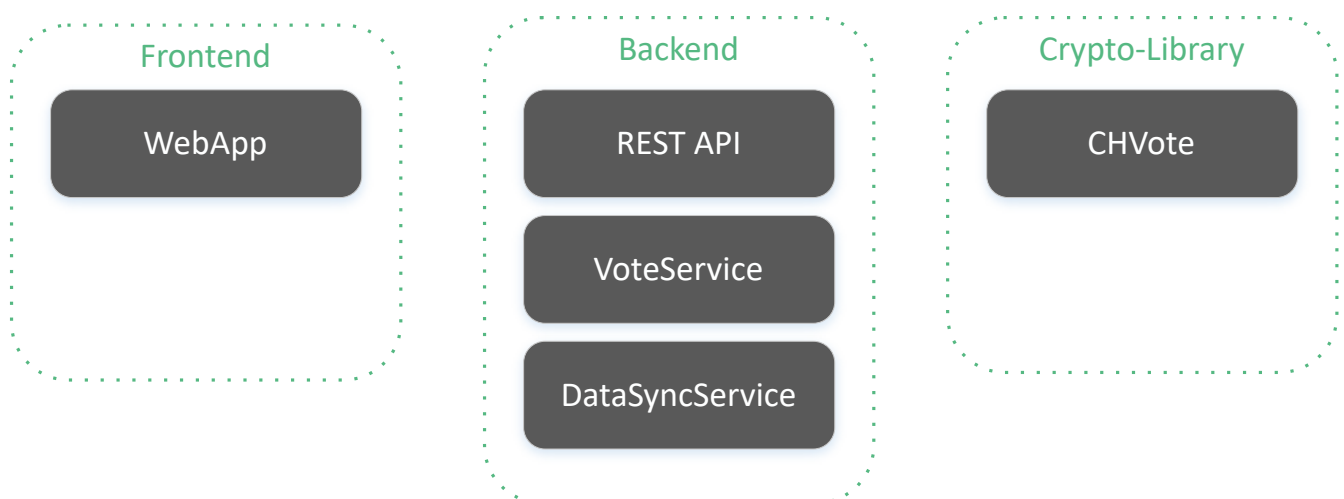 Frontend
WebApp
Backend
REST API
VoteService
DataSyncService
Crypto-Library
CHVote